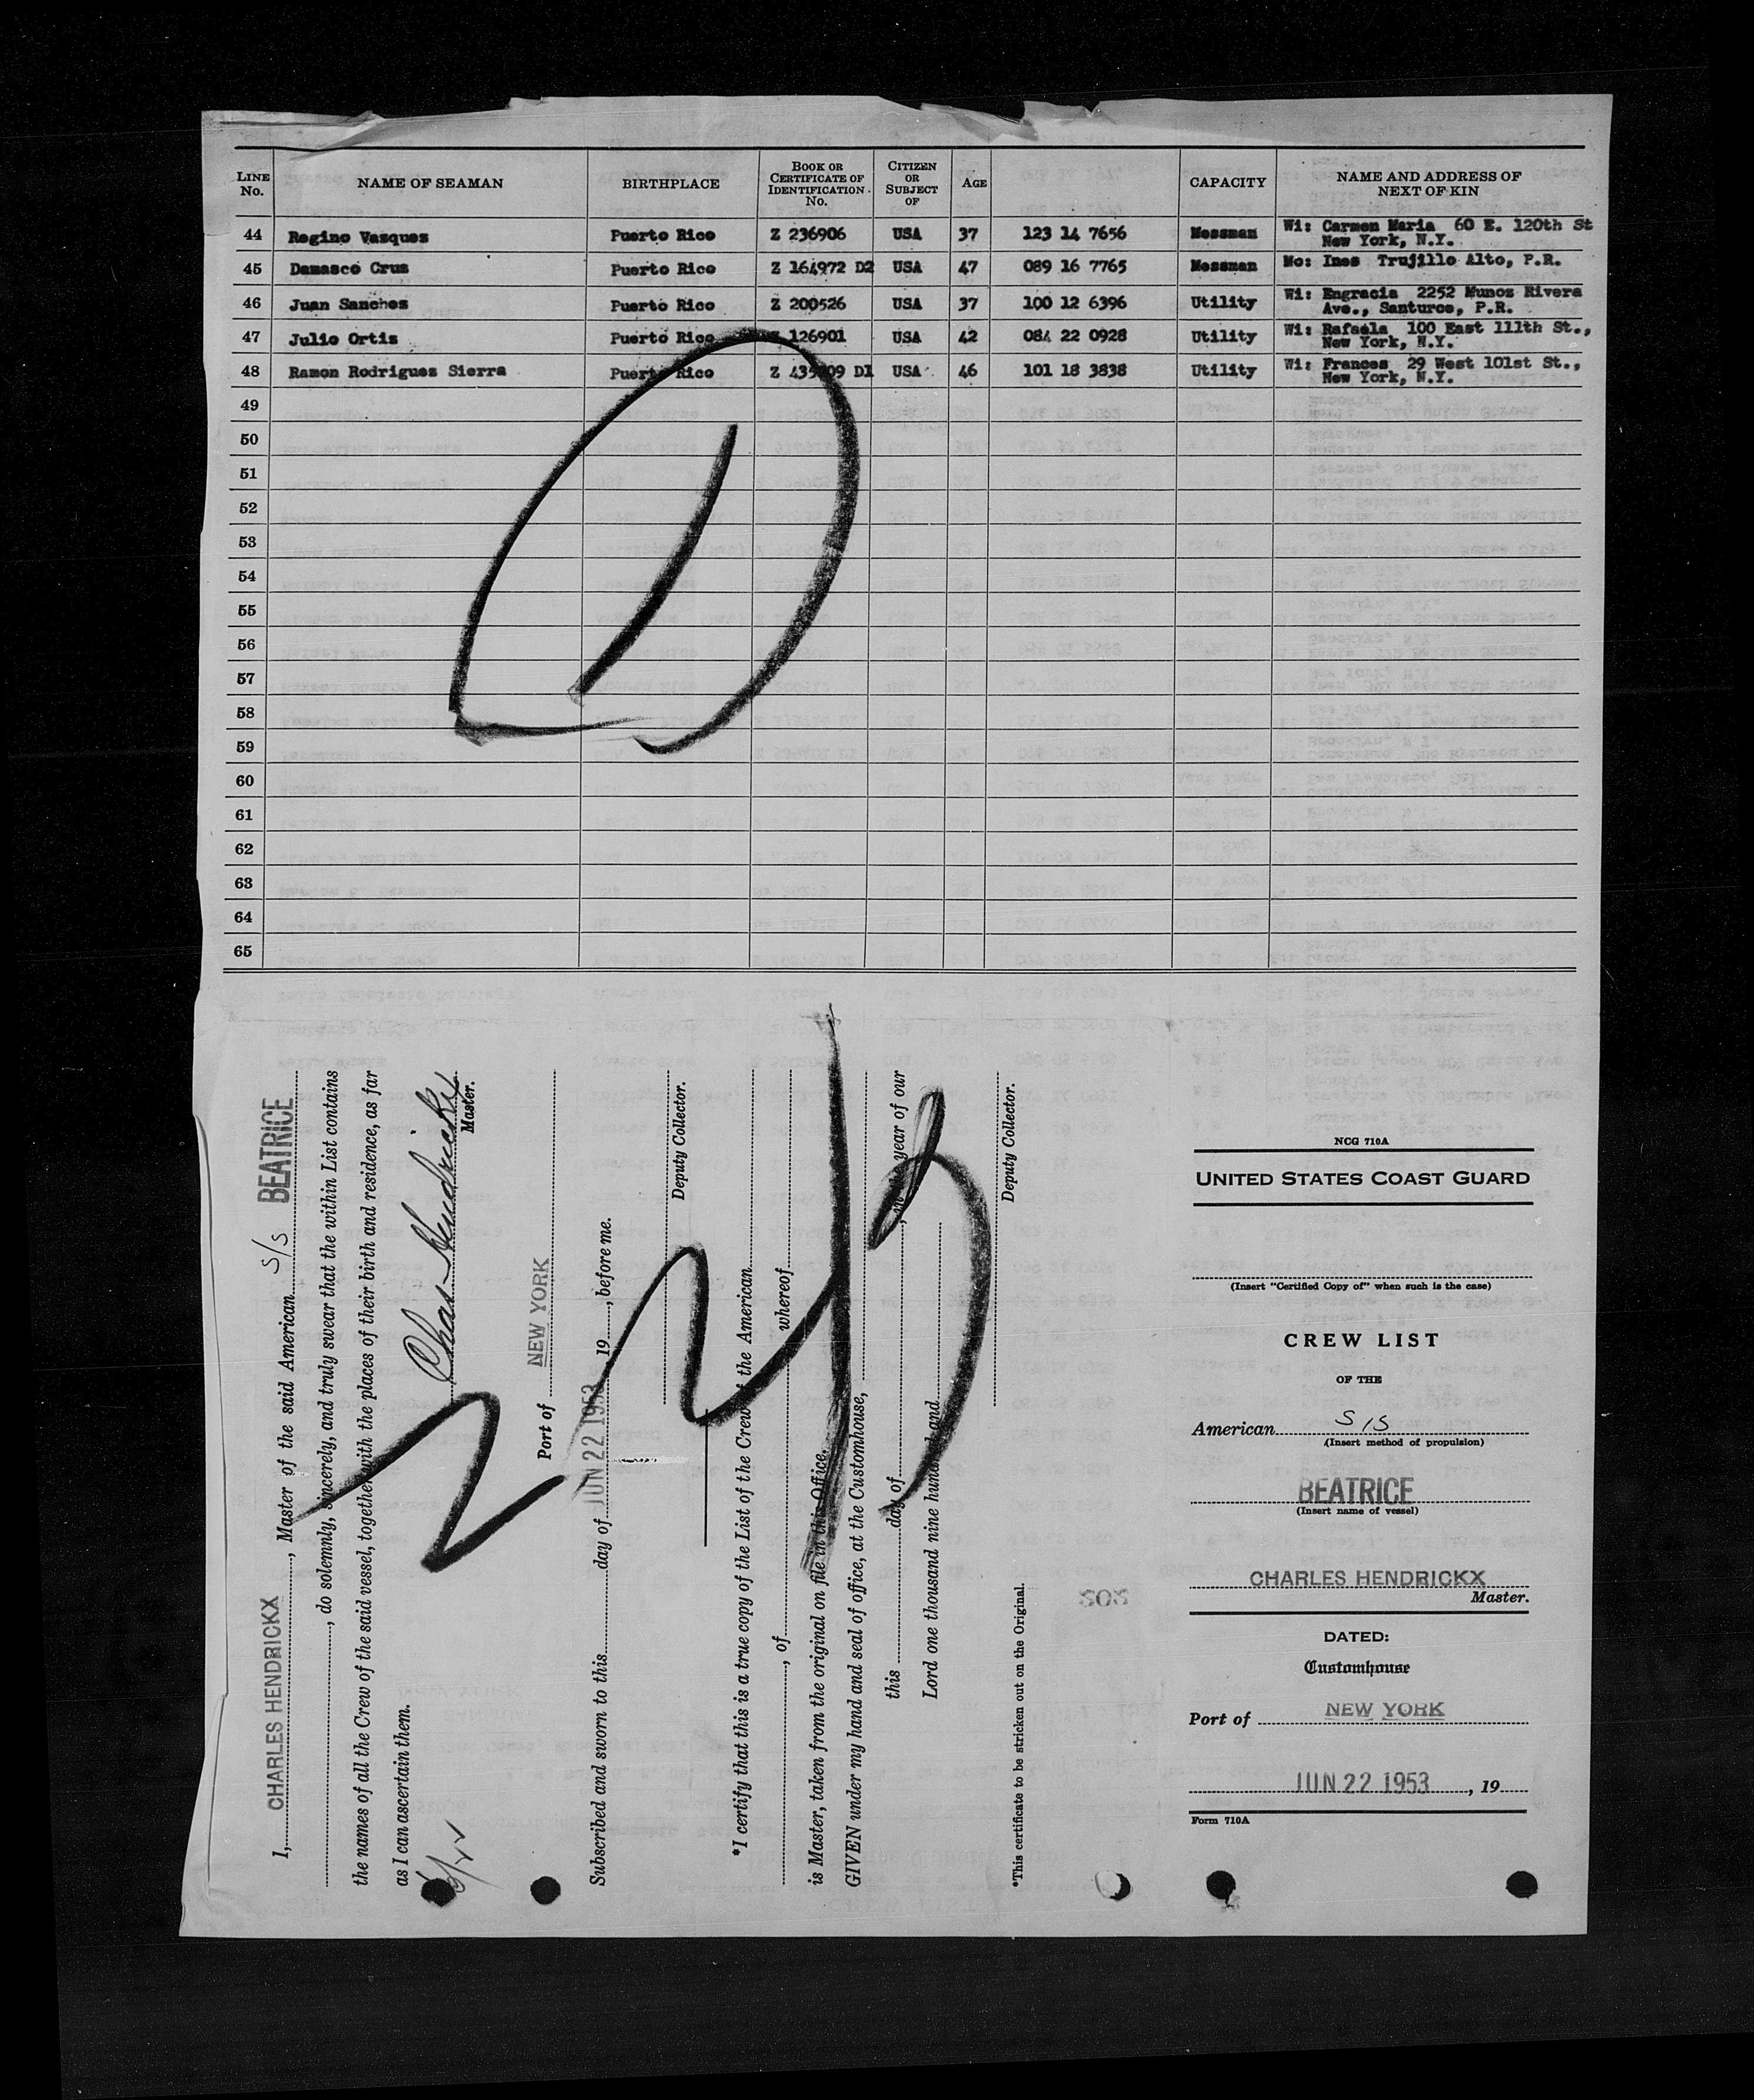 LINE No. NAME OF SEAMAN BIRTHPLACE BOOK OR CERTIFICATE OF IDENTIFICATION No. CITIZEN OR SUBJECT OF AGE CAPACITY NAME AND ADDRESS OF NEXT OF KIN
44 Regino Vasques Puerto Rico Z 236906 USA 37 123 14 7656 Messman Wi: Carmen Maria 60 E. 120th St
New York, N.Y.
45 Damasco Crus Puerto Rico Z 164972 D2 USA 47 089 16 7765 Messman Mo: Ines Trujillo Alto, P.R.
46 Juan Sanches Puerto Rico Z 200526 USA 37 100 12 6396 Utility Wi: Engracia 2252 Munoz Rivera
Ave., Santurce, P.R.
47 Julio Ortis Puerto Rico 126901 USA 42 084 22 0928 Utility Wi: Rafaela 100 East 111th St.,
New York, N.Y.
48 Ramon Rodrigues Sierra Puerto Rico Z D1 USA 46 101 18 3838 Utility Wi: Frances 29 West 101st St.,
New York, N.Y.
49
50
51
52
53
54
55
56
57
58
59
60
61
62
63
64
65
1
I, CHARLES HENDRICKX, Master of the said American S/S BEATRICE
, do solemnly, sincerely, and truly swear that the within List contains
the names of all the Crew of the said vessel, together with the places of their birth and residence, as far
as I can ascertain them.
Chas Hendrickx
Master.
Port of NEW YORK
Subscribed and sworn to this day of JUN 22 1953 19, before me.
Deputy Collector.
*I certify that this is a true copy of the List of the Crew of the American
, of whereof
is Master, taken from the original on file in this Office.
GIVEN under my hand and seal of office, at the Customhouse,
this day of , in the year of our
Lord one thousand nine hundred and
Deputy Collector.
*This certificate to be stricken out on the Original.
NCG 710A
UNITED STATES COAST GUARD
(Insert "Certified Copy of" when such is the case)
CREW LIST
OF THE
American S/S
(Insert method of propulsion)
BEATRICE
(Insert name of vessel)
CHARLES HENDRICKX
Master.
DATED:
Customhouse
Port of NEW YORK
JUN 22 1953, 19
Form 710A